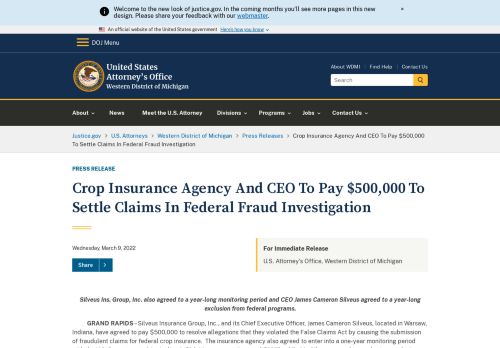 Welcome to the new look of justice.gov. In the coming months you'll see more pages in this new
design. Please share your feedback with our webmaster.
×
An official website of the United States government Here's how you know
DOJ Menu
United States
Attorney's Office
Western District of Michigan
About WDMI Find Help Contact Us
Search
About News Meet the U.S. Attorney Divisions Programs Jobs Contact Us
Justice.gov > U.S. Attorneys > Western District of Michigan > Press Releases > Crop Insurance Agency And CEO To Pay $500,000
To Settle Claims In Federal Fraud Investigation
PRESS RELEASE
Crop Insurance Agency And CEO To Pay $500,000 To
Settle Claims In Federal Fraud Investigation
Wednesday, March 9, 2022
Share >
For Immediate Release
U.S. Attorney's Office, Western District of Michigan
Silveus Ins. Group, Inc. also agreed to a year-long monitoring period and CEO James Cameron Silveus agreed to a year-long
exclusion from federal programs.
GRAND RAPIDS – Silveus Insurance Group, Inc., and its Chief Executive Officer, James Cameron Silveus, located in Warsaw,
Indiana, have agreed to pay $500,000 to resolve allegations that they violated the False Claims Act by causing the submission
of fraudulent claims for federal crop insurance. The insurance agency also agreed to enter into a one-year monitoring period